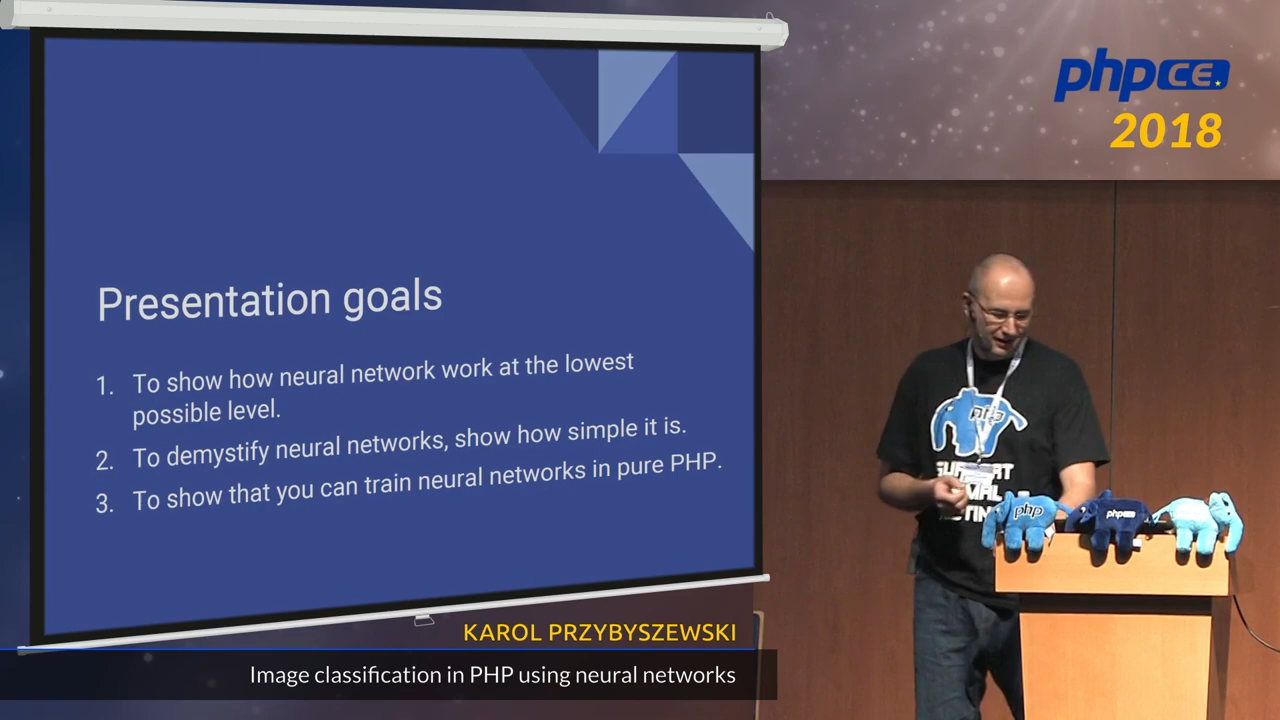 phpce
2018
Presentation goals
1. To show how neural network work at the lowest
possible level.
2. To demystify neural networks, show how simple it is.
3. To show that you can train neural networks in pure PHP.
php
php
phpce
KAROL PRZYBYSZEWSKI
Image classification in PHP using neural networks